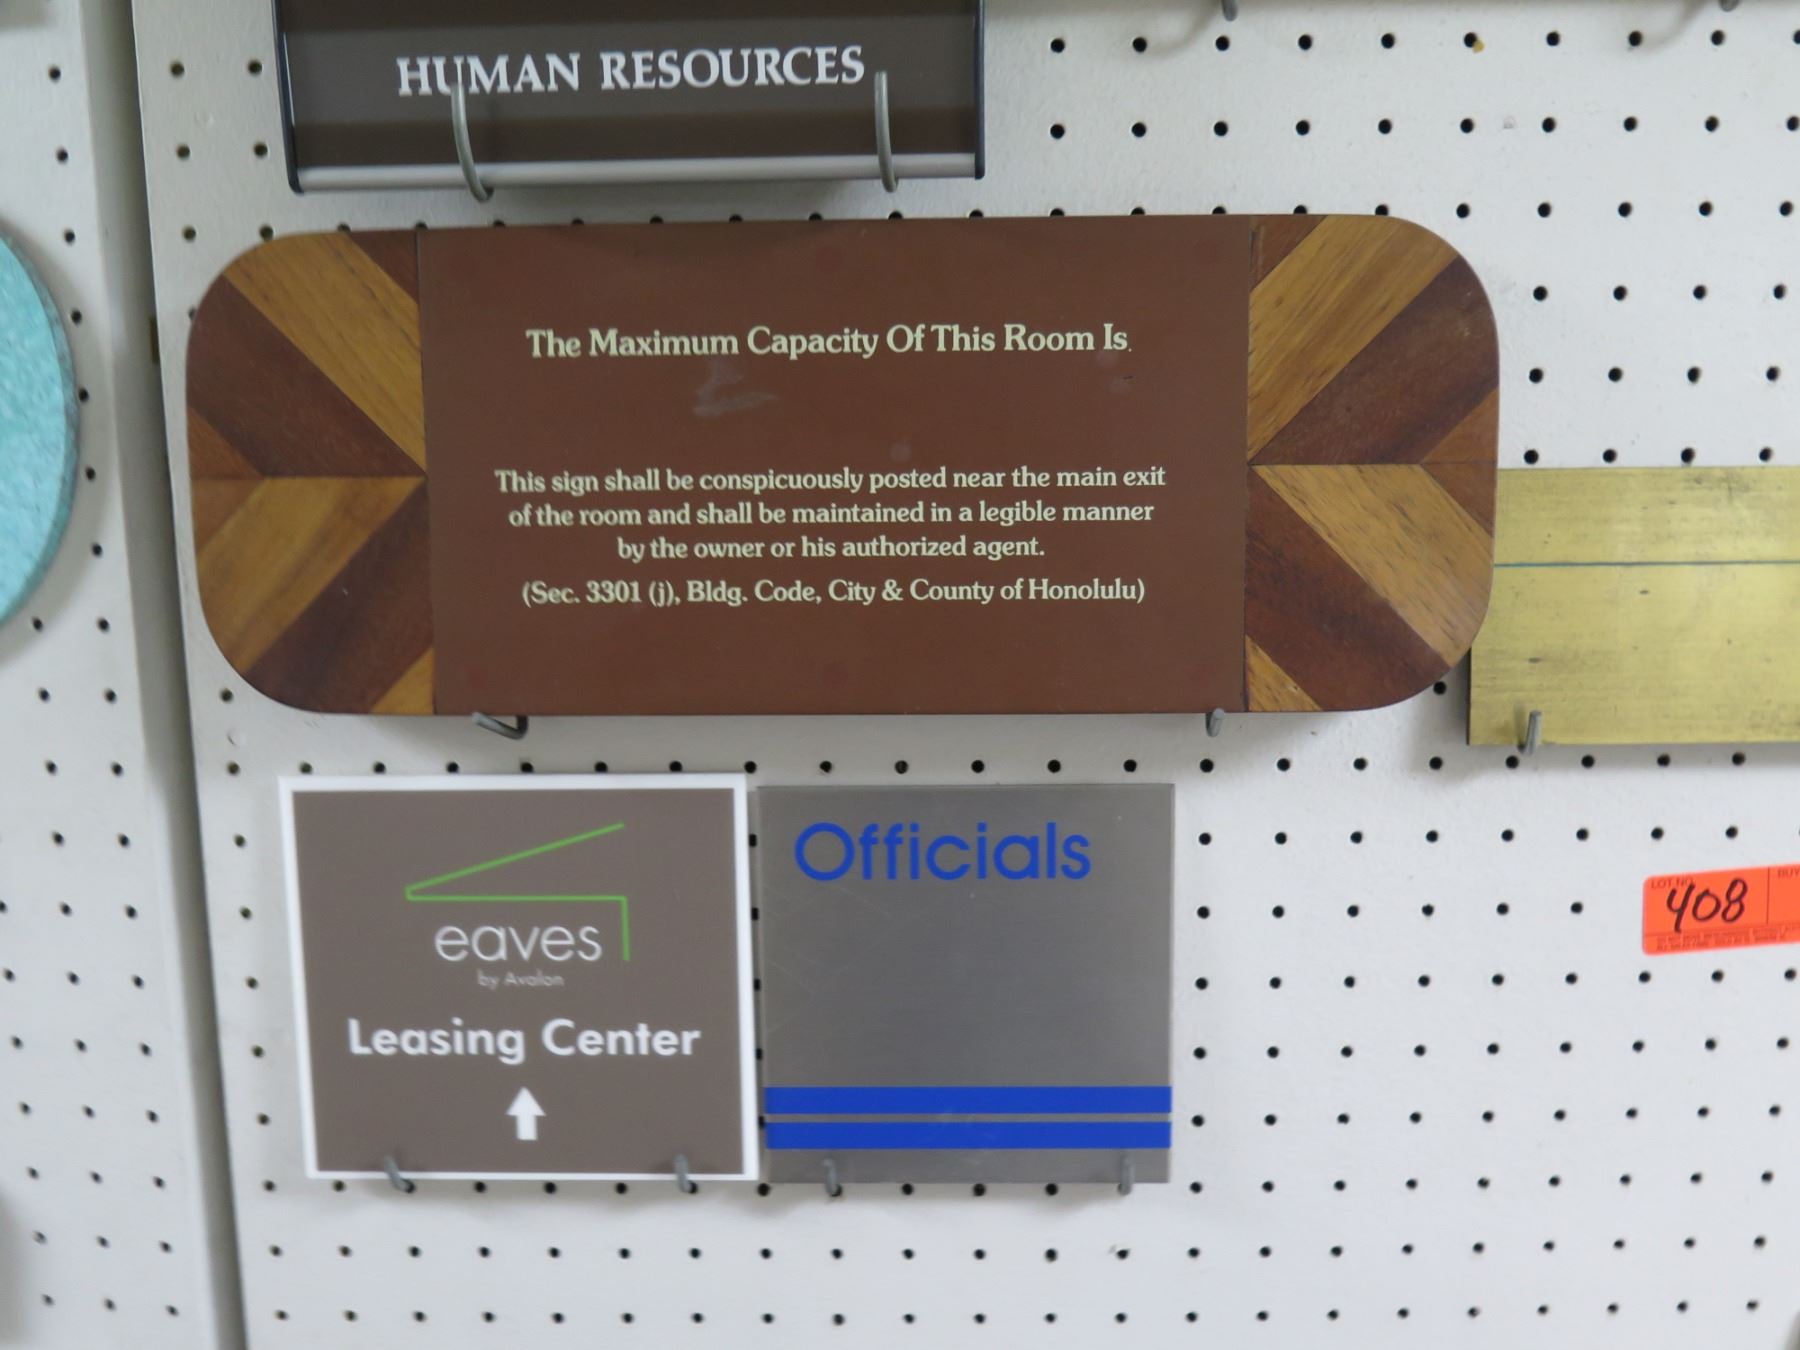 HUMAN RESOURCES
The Maximum Capacity Of This Room Is
This sign shall be conspicuously posted near the main exit
of the room and shall be maintained in a legible manner
by the owner or his authorized agent.
(Sec. 3301 (j), Bldg. Code, City & County of Honolulu)
eaves
by Avalon
Leasing Center
Officials
LOT NO.
408